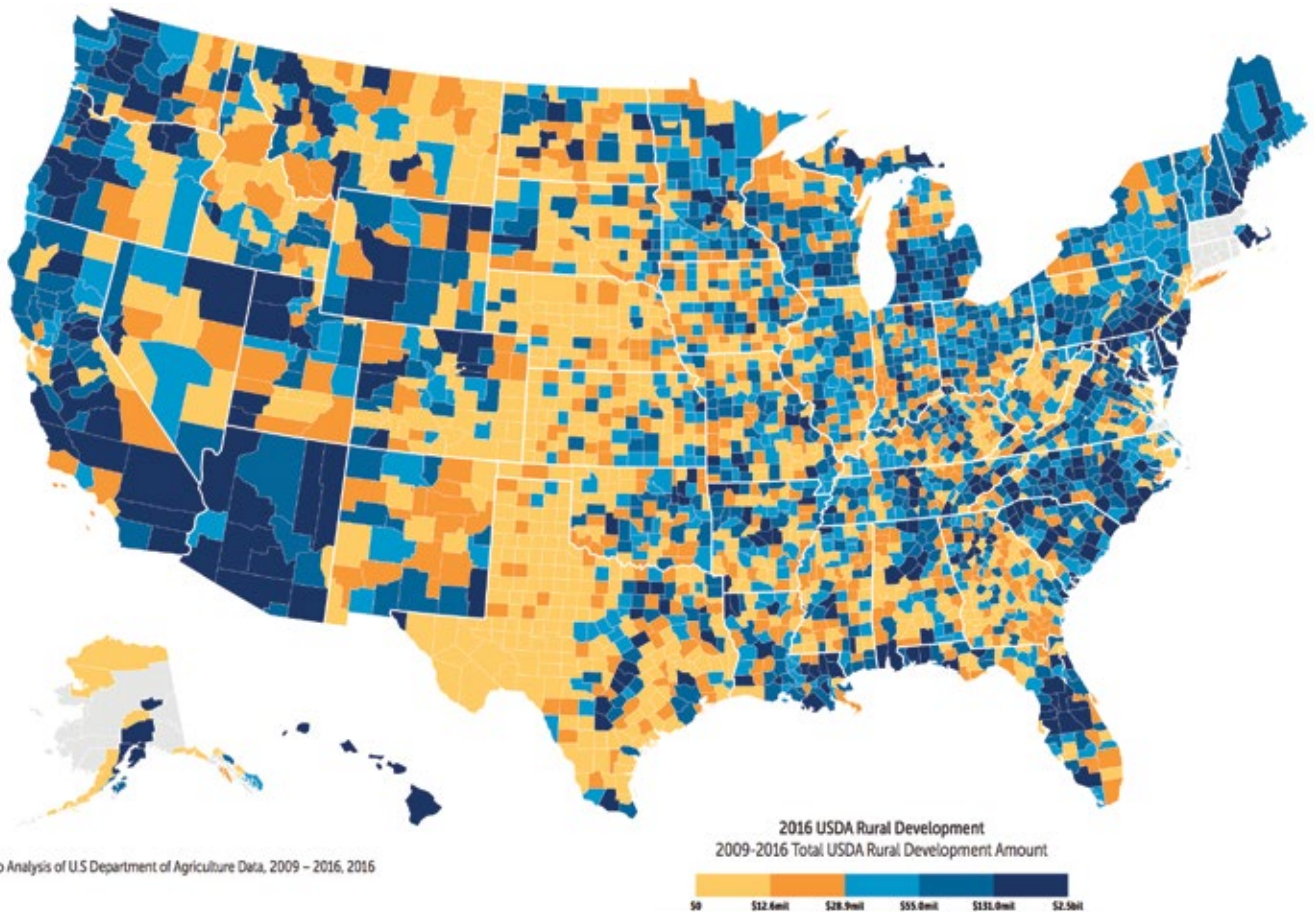 Analysis of U.S Department of Agriculture Data, 2009 – 2016, 2016
2016 USDA Rural Development
2009-2016 Total USDA Rural Development Amount
$0 $12.6mil $28.9mil $55.0mil $131.0mil $2.5bil